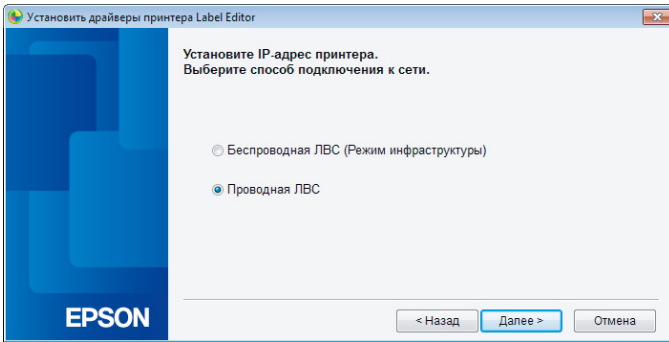 Установить драйверы принтера Label Editor
Установите IP-адрес принтера.
Выберите способ подключения к сети.
Беспроводная ЛВС (Режим инфраструктуры)
Проводная ЛВС
EPSON
< Назад
Далее >
Отмена